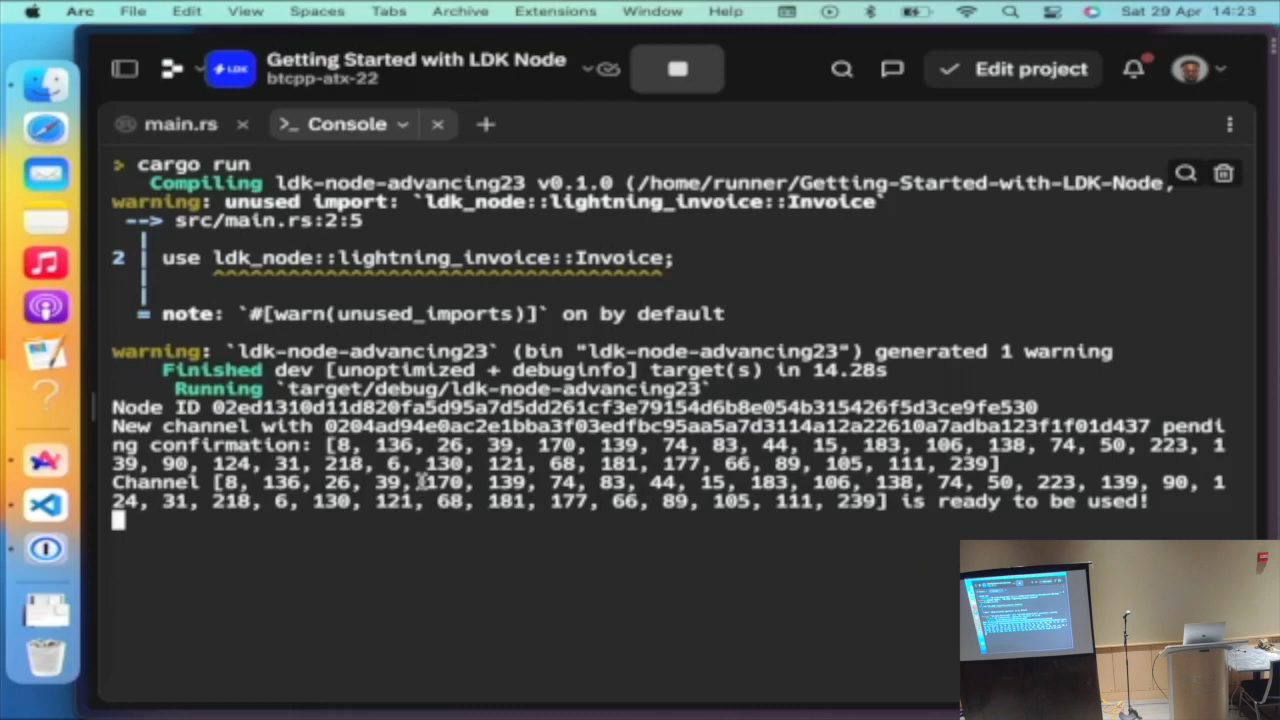 Arc File Edit View Spaces Tabs Archive Extensions Window Help Sat 29 Apr 14:23
LDK Getting Started with LDK Node
btcpp-atx-22
Edit project
main.rs
>_ Console
> cargo run
Compiling ldk-node-advancing23 v0.1.0 (/home/runner/Getting-Started-with-LDK-Node,
warning: unused import: `ldk_node::lightning_invoice::Invoice`
--> src/main.rs:2:5
|
2 | use ldk_node::lightning_invoice::Invoice;
| ^^^^^^^^^^^^^^^^^^^^^^^^^^^^^^^^^^^^
|
= note: `#[warn(unused_imports)]` on by default
warning: `ldk-node-advancing23` (bin "ldk-node-advancing23") generated 1 warning
Finished dev [unoptimized + debuginfo] target(s) in 14.28s
Running `target/debug/ldk-node-advancing23`
Node ID 02ed1310d11d820fa5d95a7d5dd261cf3e79154d6b8e054b315426f5d3ce9fe530
New channel with 0204ad94e0ac2e1bba3f03edfbc95aa5a7d3114a12a22610a7adba123f1f01d437 pendi
ng confirmation: [8, 136, 26, 39, 170, 139, 74, 83, 44, 15, 183, 106, 138, 74, 50, 223, 1
39, 90, 124, 31, 218, 6, 130, 121, 68, 181, 177, 66, 89, 105, 111, 239]
Channel [8, 136, 26, 39, 170, 139, 74, 83, 44, 15, 183, 106, 138, 74, 50, 223, 139, 90, 1
24, 31, 218, 6, 130, 121, 68, 181, 177, 66, 89, 105, 111, 239] is ready to be used!